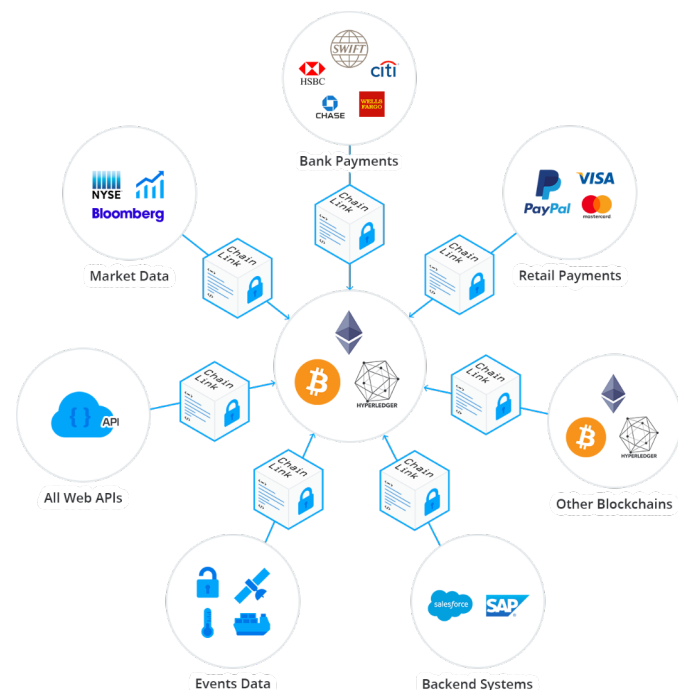 SWIFT
HSBC
citi
CHASE
WELLS
FARGO
Bank Payments
NYSE
Bloomberg
Market Data
PayPal
VISA
mastercard
Retail Payments
Chain
Link
Chain
Link
Chain
Link
HYPERLEDGER
{ } API
All Web APIs
Chain
Link
Chain
Link
HYPERLEDGER
Other Blockchains
Chain
Link
Chain
Link
Events Data
salesforce
SAP
Backend Systems